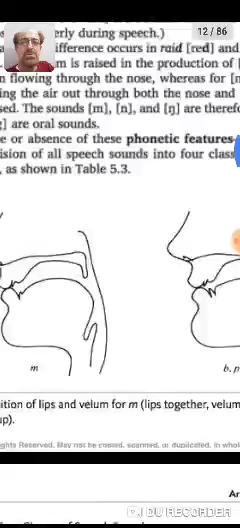 12 / 86
erly during speech.)
ifference occurs in raid [red] and
m is raised in the production of [
n flowing through the nose, whereas for [n
ing the air out through both the nose and
sed. The sounds [m], [n], and [ŋ] are therefo
g] are oral sounds.
e or absence of these phonetic features
ision of all speech sounds into four class
, as shown in Table 5.3.
m
b, p
ition of lips and velum for m (lips together, velum
up).
ghts Reserved. May not be copied, scanned, or duplicated, in whol
Ar
DU RECORDER